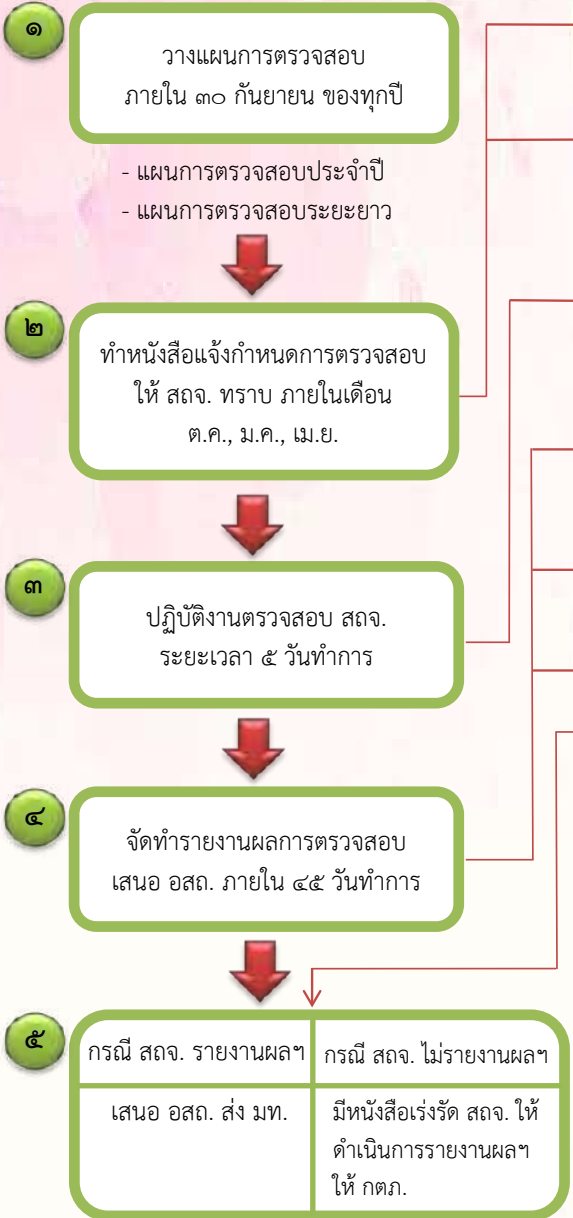 ๑
วางแผนการตรวจสอบ
ภายใน ๓๐ กันยายน ของทุกปี
- แผนการตรวจสอบประจำปี
- แผนการตรวจสอบระยะยาว
๒
ทำหนังสือแจ้งกำหนดการตรวจสอบ
ให้ สถจ. ทราบ ภายในเดือน
ต.ค., ม.ค., เม.ย.
๓
ปฏิบัติงานตรวจสอบ สถจ.
ระยะเวลา ๕ วันทำการ
๔
จัดทำรายงานผลการตรวจสอบ
เสนอ อสถ. ภายใน ๔๕ วันทำการ
๕
กรณี สถจ. รายงานผลฯ
เสนอ อสถ. ส่ง มท.
กรณี สถจ. ไม่รายงานผลฯ
มีหนังสือเร่งรัด สถจ. ให้
ดำเนินการรายงานผลฯ
ให้ กตภ.